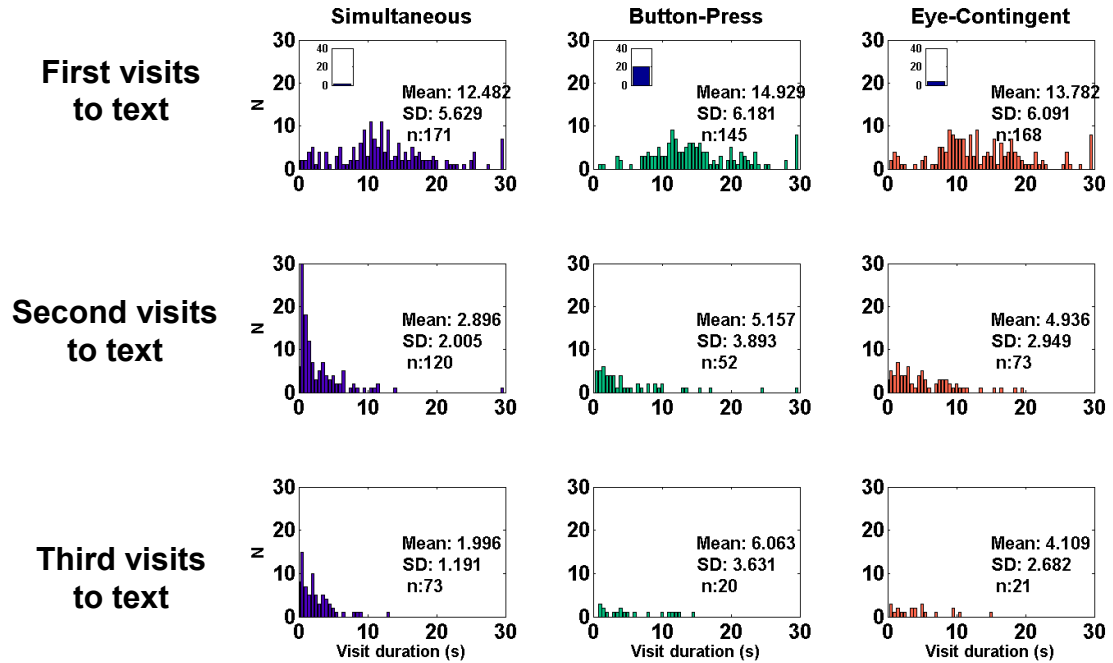 Simultaneous
Button-Press
Eye-Contingent
First visits
to text
30
20
10
0
N
40
20
0
Mean: 12.482
SD: 5.629
n:171
0 10 20 30
30
20
10
0
40
20
0
Mean: 14.929
SD: 6.181
n:145
0 10 20 30
30
20
10
0
40
20
0
Mean: 13.782
SD: 6.091
n:168
0 10 20 30
Second visits
to text
30
20
10
0
N
Mean: 2.896
SD: 2.005
n:120
0 10 20 30
30
20
10
0
Mean: 5.157
SD: 3.893
n:52
0 10 20 30
30
20
10
0
Mean: 4.936
SD: 2.949
n:73
0 10 20 30
Third visits
to text
30
20
10
0
N
Mean: 1.996
SD: 1.191
n:73
0 10 20 30
Visit duration (s)
30
20
10
0
Mean: 6.063
SD: 3.631
n:20
0 10 20 30
Visit duration (s)
30
20
10
0
Mean: 4.109
SD: 2.682
n:21
0 10 20 30
Visit duration (s)